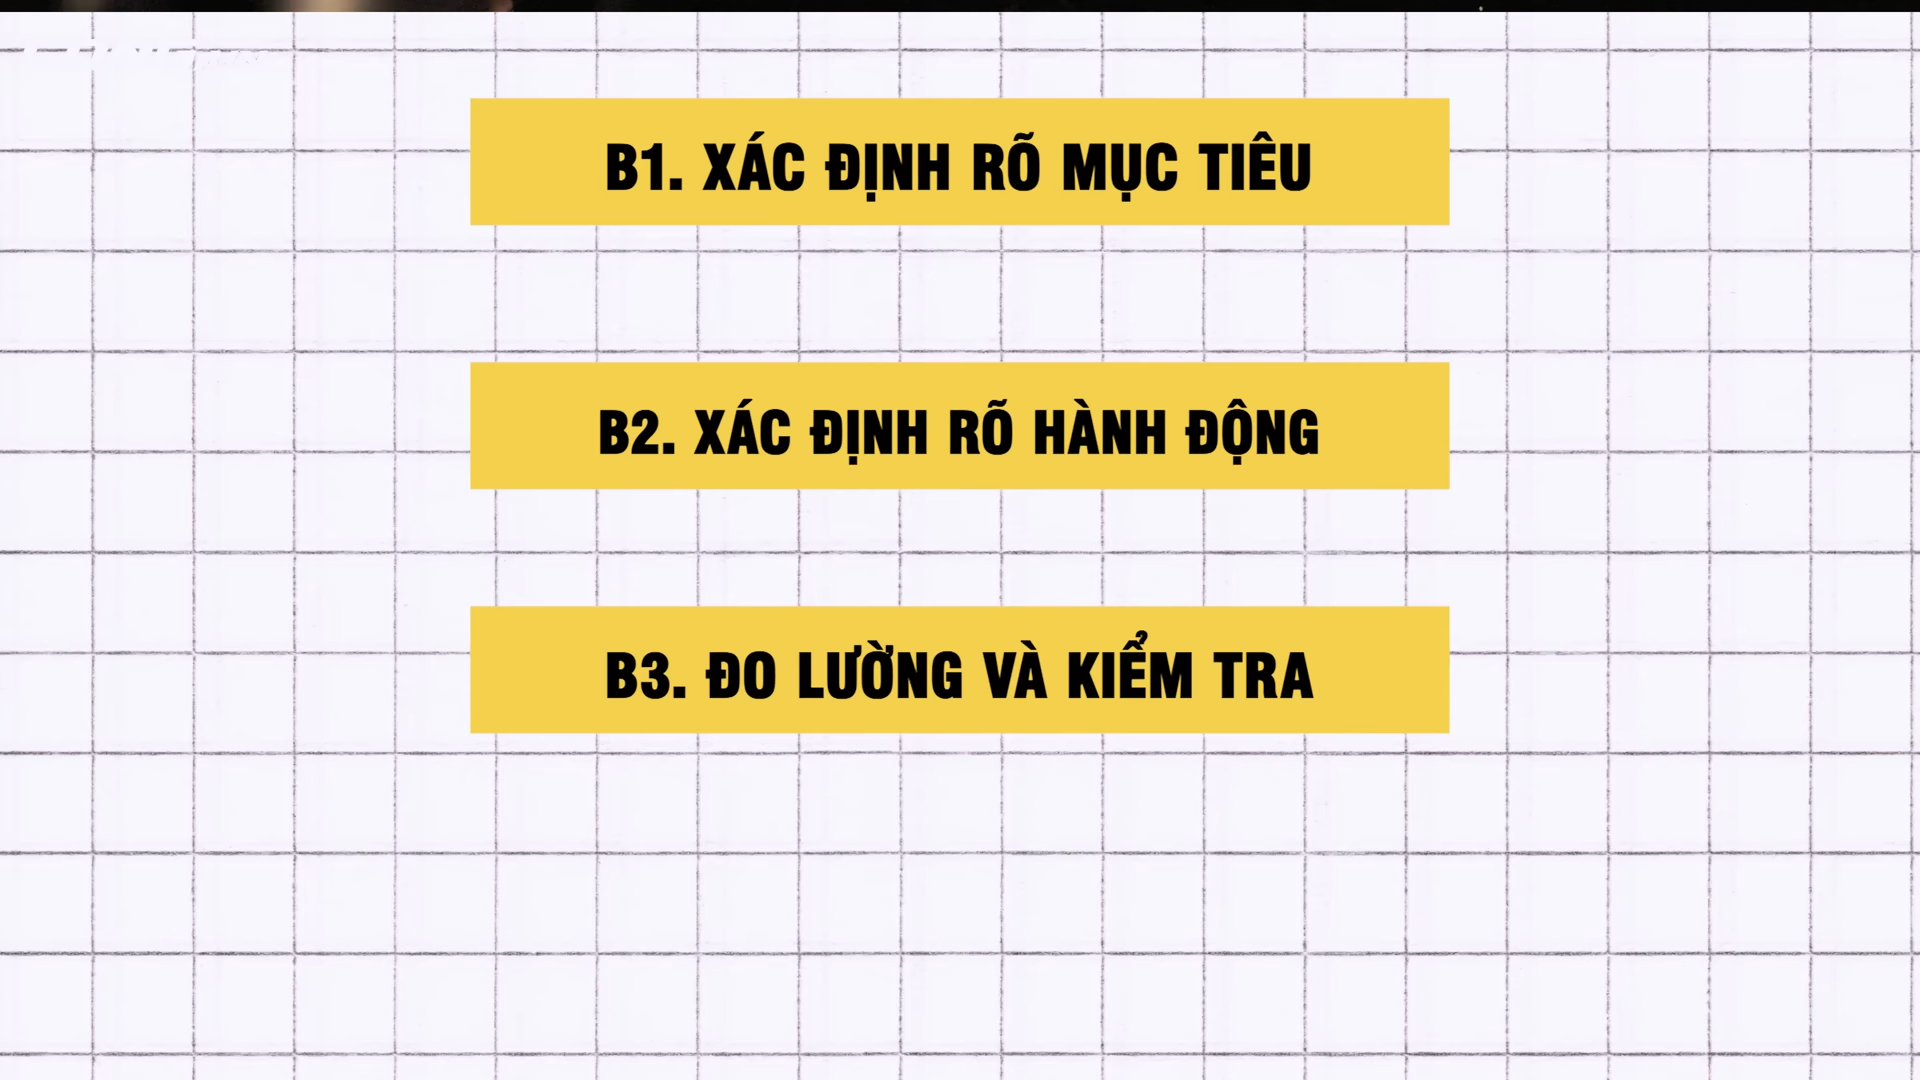 B1. XÁC ĐỊNH RÕ MỤC TIÊU
B2. XÁC ĐỊNH RÕ HÀNH ĐỘNG
B3. ĐO LƯỜNG VÀ KIỂM TRA